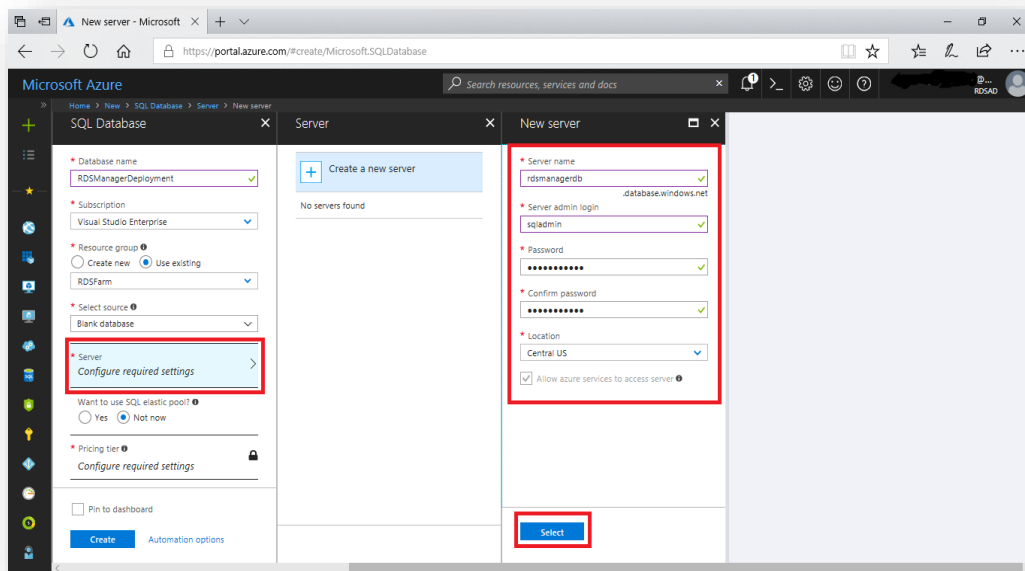 New server - Microsoft
https://portal.azure.com/#create/Microsoft.SQLDatabase
Microsoft Azure
Search resources, services and docs
1
@...
RDSAD
Home > New > SQL Database > Server > New server
SQL Database
* Database name
RDSManagerDeployment
* Subscription
Visual Studio Enterprise
* Resource group
Create new
Use existing
RDSFarm
* Select source
Blank database
* Server
Configure required settings
Want to use SQL elastic pool?
Yes
Not now
* Pricing tier
Configure required settings
Pin to dashboard
Create
Automation options
Server
Create a new server
No servers found
New server
* Server name
rdsmanagerdb
.database.windows.net
* Server admin login
sqladmin
* Password
•••••••••••
* Confirm password
•••••••••••
* Location
Central US
Allow azure services to access server
Select